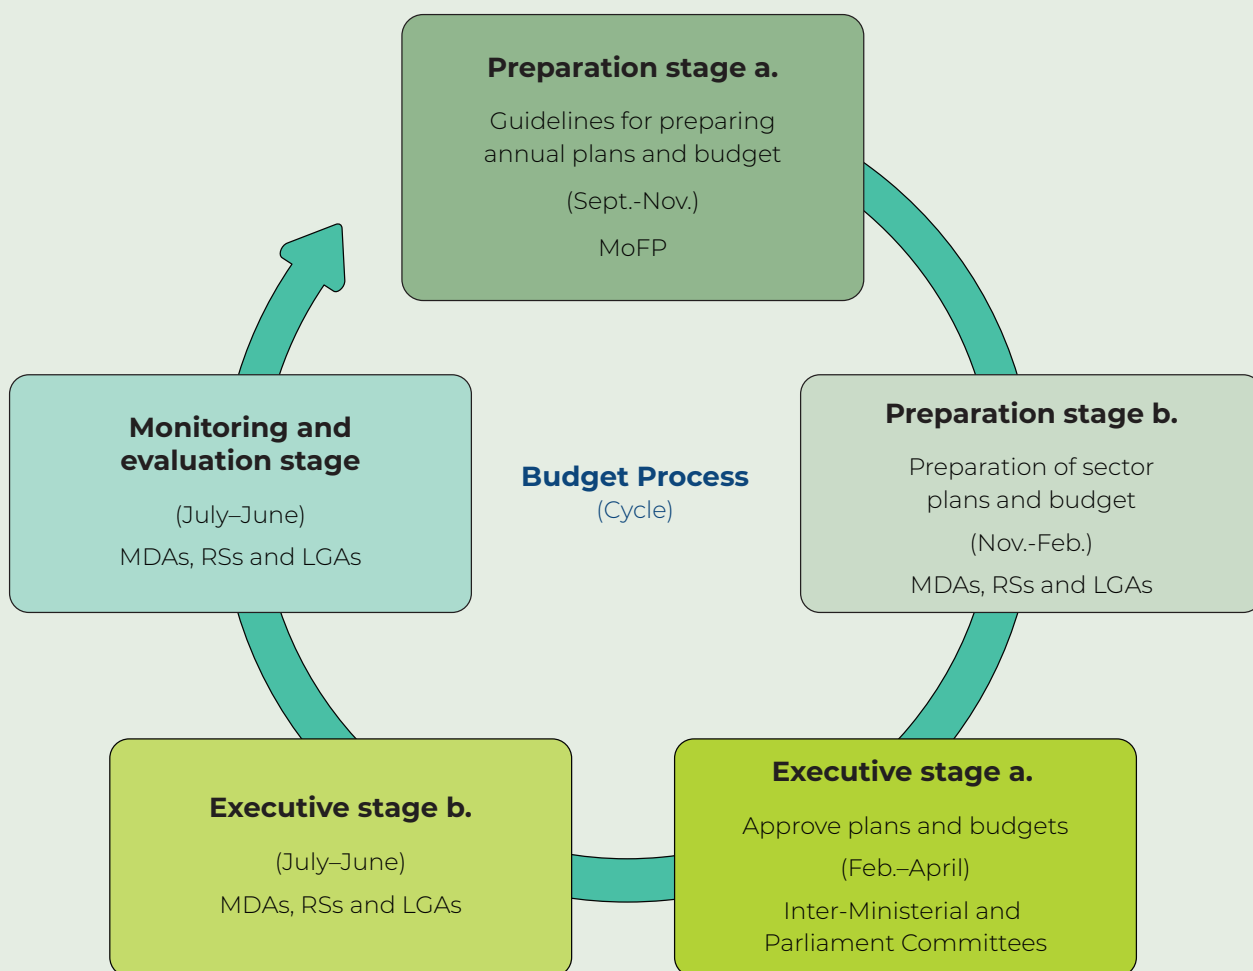 Preparation stage a.
Guidelines for preparing
annual plans and budget
(Sept.-Nov.)
MoFP
Preparation stage b.
Preparation of sector
plans and budget
(Nov.-Feb.)
MDAs, RSs and LGAs
Executive stage a.
Approve plans and budgets
(Feb.–April)
Inter-Ministerial and
Parliament Committees
Executive stage b.
(July–June)
MDAs, RSs and LGAs
Monitoring and
evaluation stage
(July–June)
MDAs, RSs and LGAs
Budget Process
(Cycle)